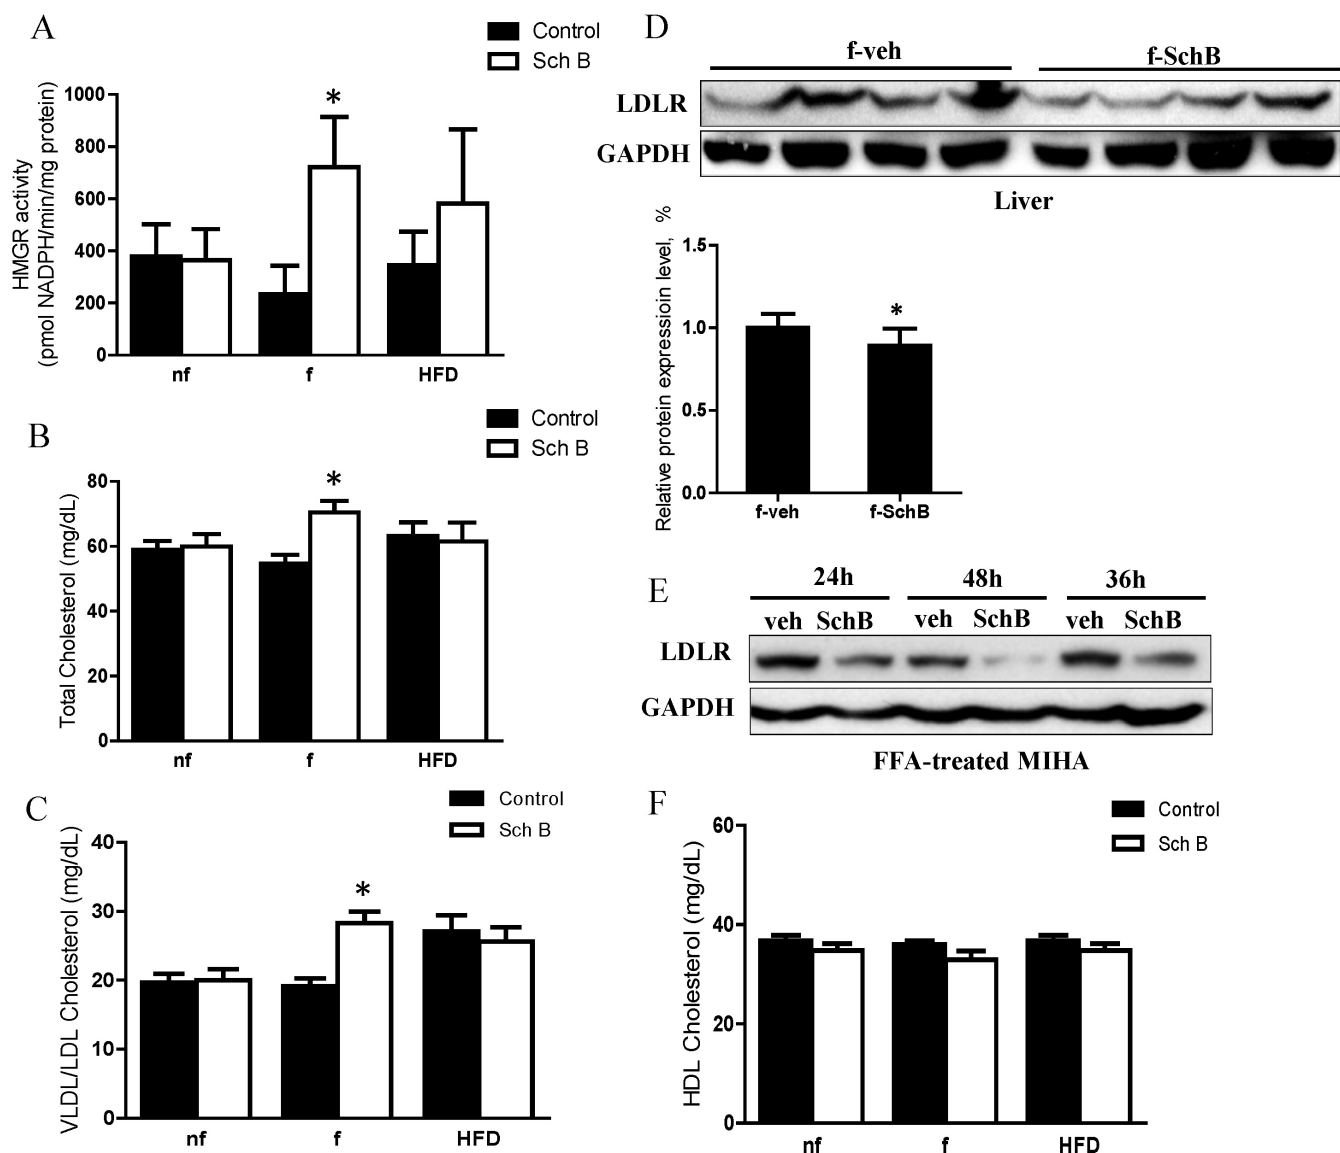 A
Control
Sch B
HMGR activity
(pmol NADPH/min/mg protein)
1000
800
600
400
200
0
*
nf
f
HFD
B
Control
Sch B
Total Cholesterol (mg/dL)
80
60
40
20
0
*
nf
f
HFD
C
Control
Sch B
VLDL/LDL Cholesterol (mg/dL)
40
30
20
10
0
*
nf
f
HFD
D
f-veh
f-SchB
LDLR
GAPDH
Liver
Relative protein expressioin level, %
1.5
1.0
0.5
0.0
*
f-veh
f-SchB
E
24h
48h
36h
veh SchB
veh SchB
veh SchB
LDLR
GAPDH
FFA-treated MIHA
F
Control
Sch B
HDL Cholesterol (mg/dL)
60
40
20
0
nf
f
HFD